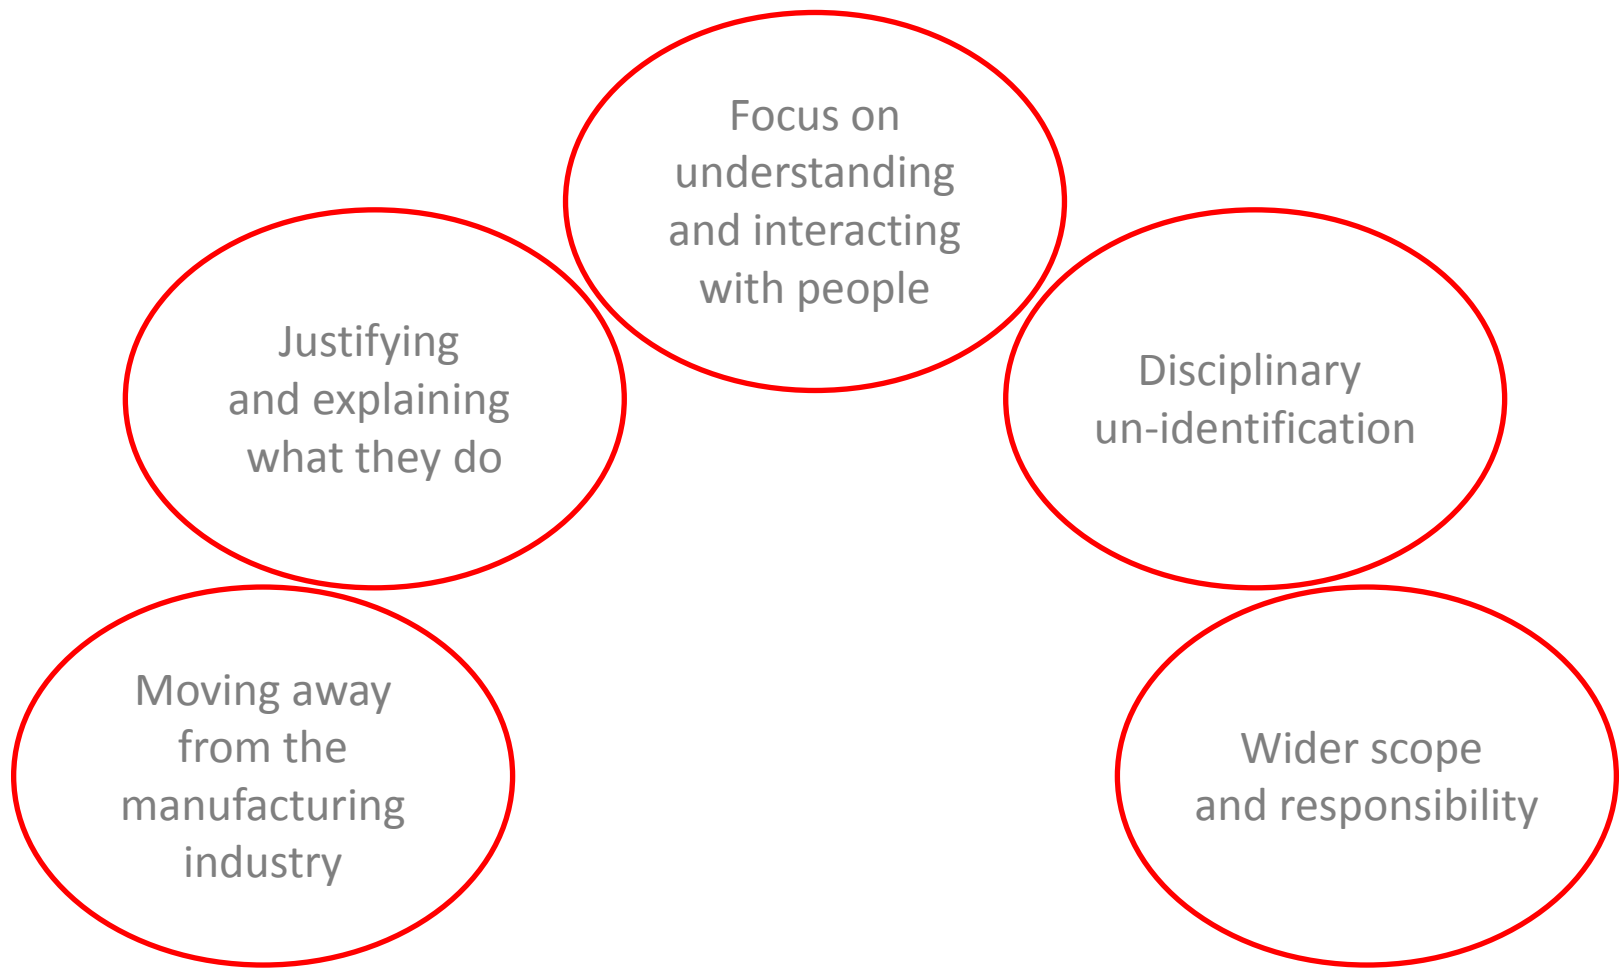 Focus on
understanding
and interacting
with people
Justifying
and explaining
what they do
Disciplinary
un-identification
Moving away
from the
manufacturing
industry
Wider scope
and responsibility